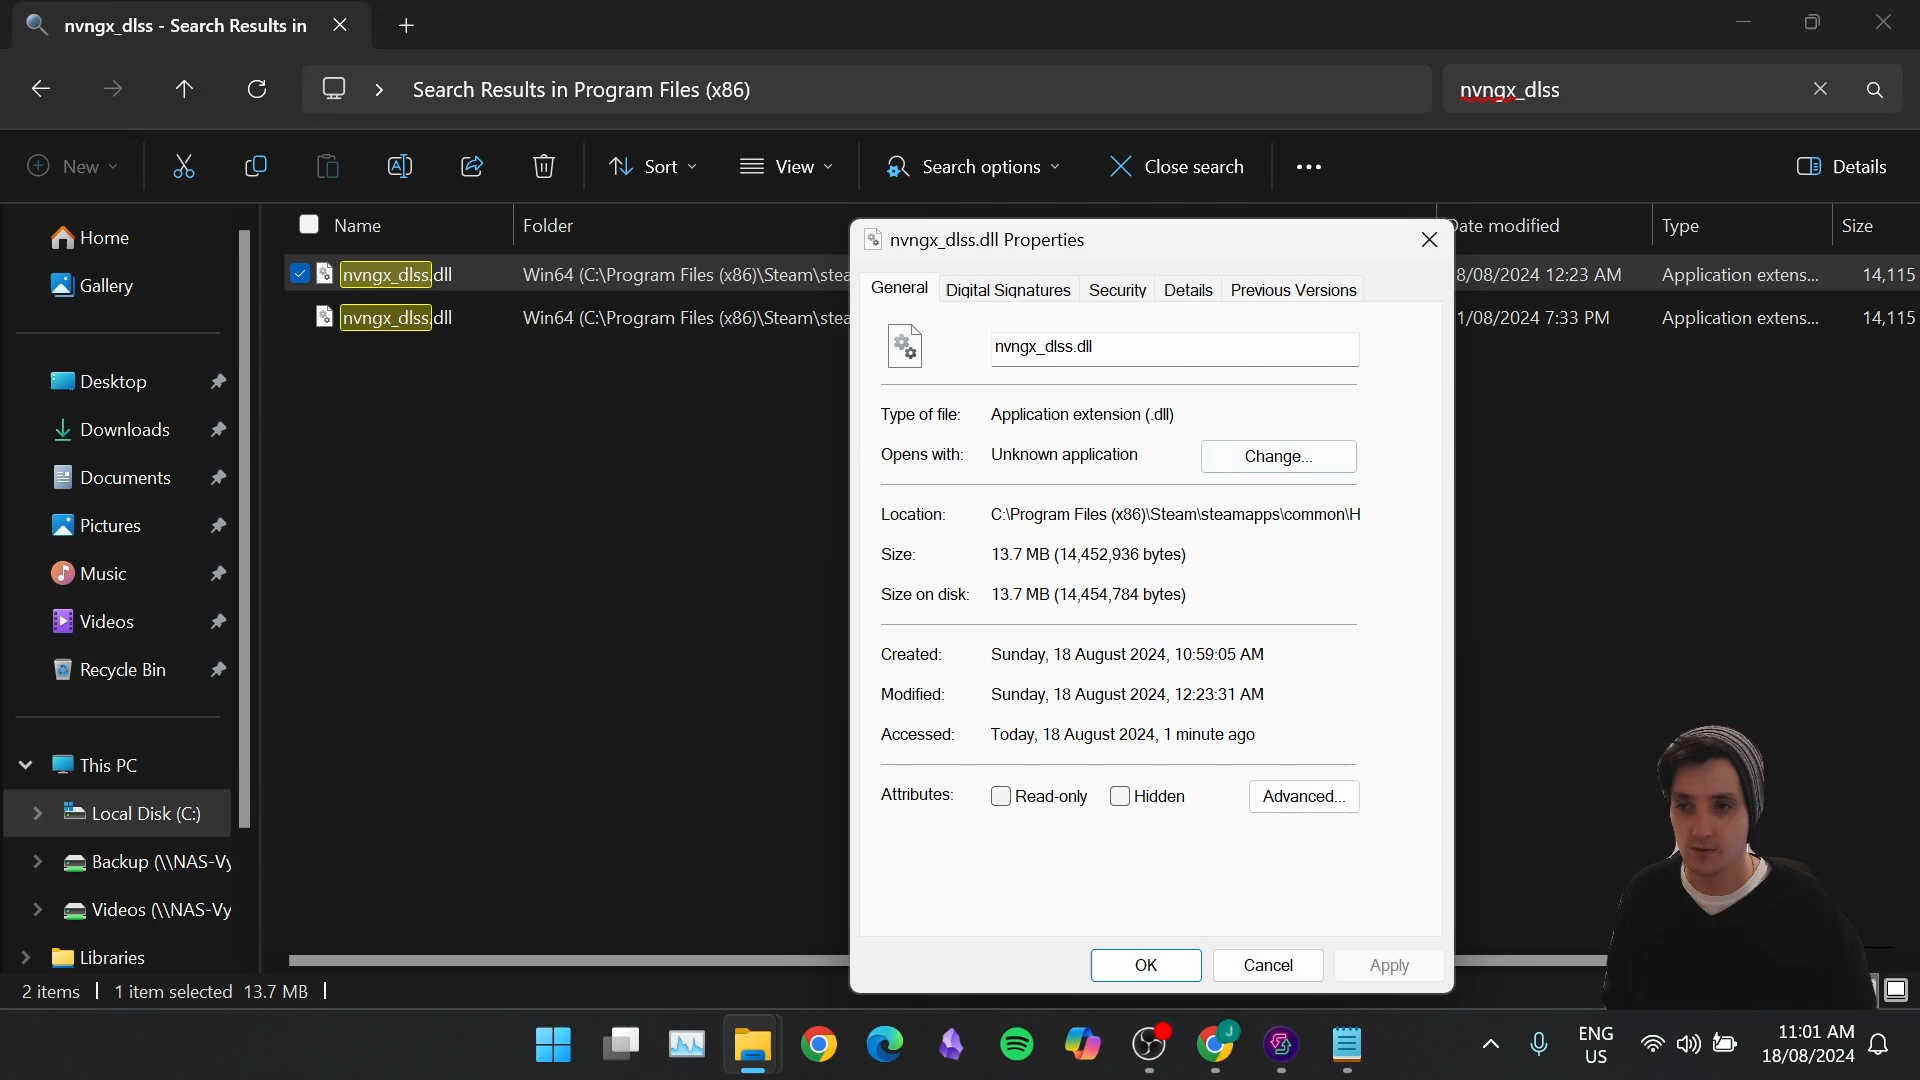 nvngx_dlss - Search Results in
Search Results in Program Files (x86)
nvngx_dlss
New
Sort
View
Search options
Close search
Details
Home
Gallery
Desktop
Downloads
Documents
Pictures
Music
Videos
Recycle Bin
This PC
Local Disk (C:)
Backup (\\NAS-Vy
Videos (\\NAS-Vy
Libraries
Name
Folder
Date modified
Type
Size
nvngx_dlss.dll
Win64 (C:\Program Files (x86)\Steam\stea
8/08/2024 12:23 AM
Application extens...
14,115
nvngx_dlss.dll
Win64 (C:\Program Files (x86)\Steam\stea
1/08/2024 7:33 PM
Application extens...
14,115
nvngx_dlss.dll Properties
General
Digital Signatures
Security
Details
Previous Versions
nvngx_dlss.dll
Type of file: Application extension (.dll)
Opens with: Unknown application
Change...
Location: C:\Program Files (x86)\Steam\steamapps\common\H
Size: 13.7 MB (14,452,936 bytes)
Size on disk: 13.7 MB (14,454,784 bytes)
Created: Sunday, 18 August 2024, 10:59:05 AM
Modified: Sunday, 18 August 2024, 12:23:31 AM
Accessed: Today, 18 August 2024, 1 minute ago
Attributes: Read-only Hidden
Advanced...
OK
Cancel
Apply
2 items
1 item selected 13.7 MB
J
ENG
US
11:01 AM
18/08/2024